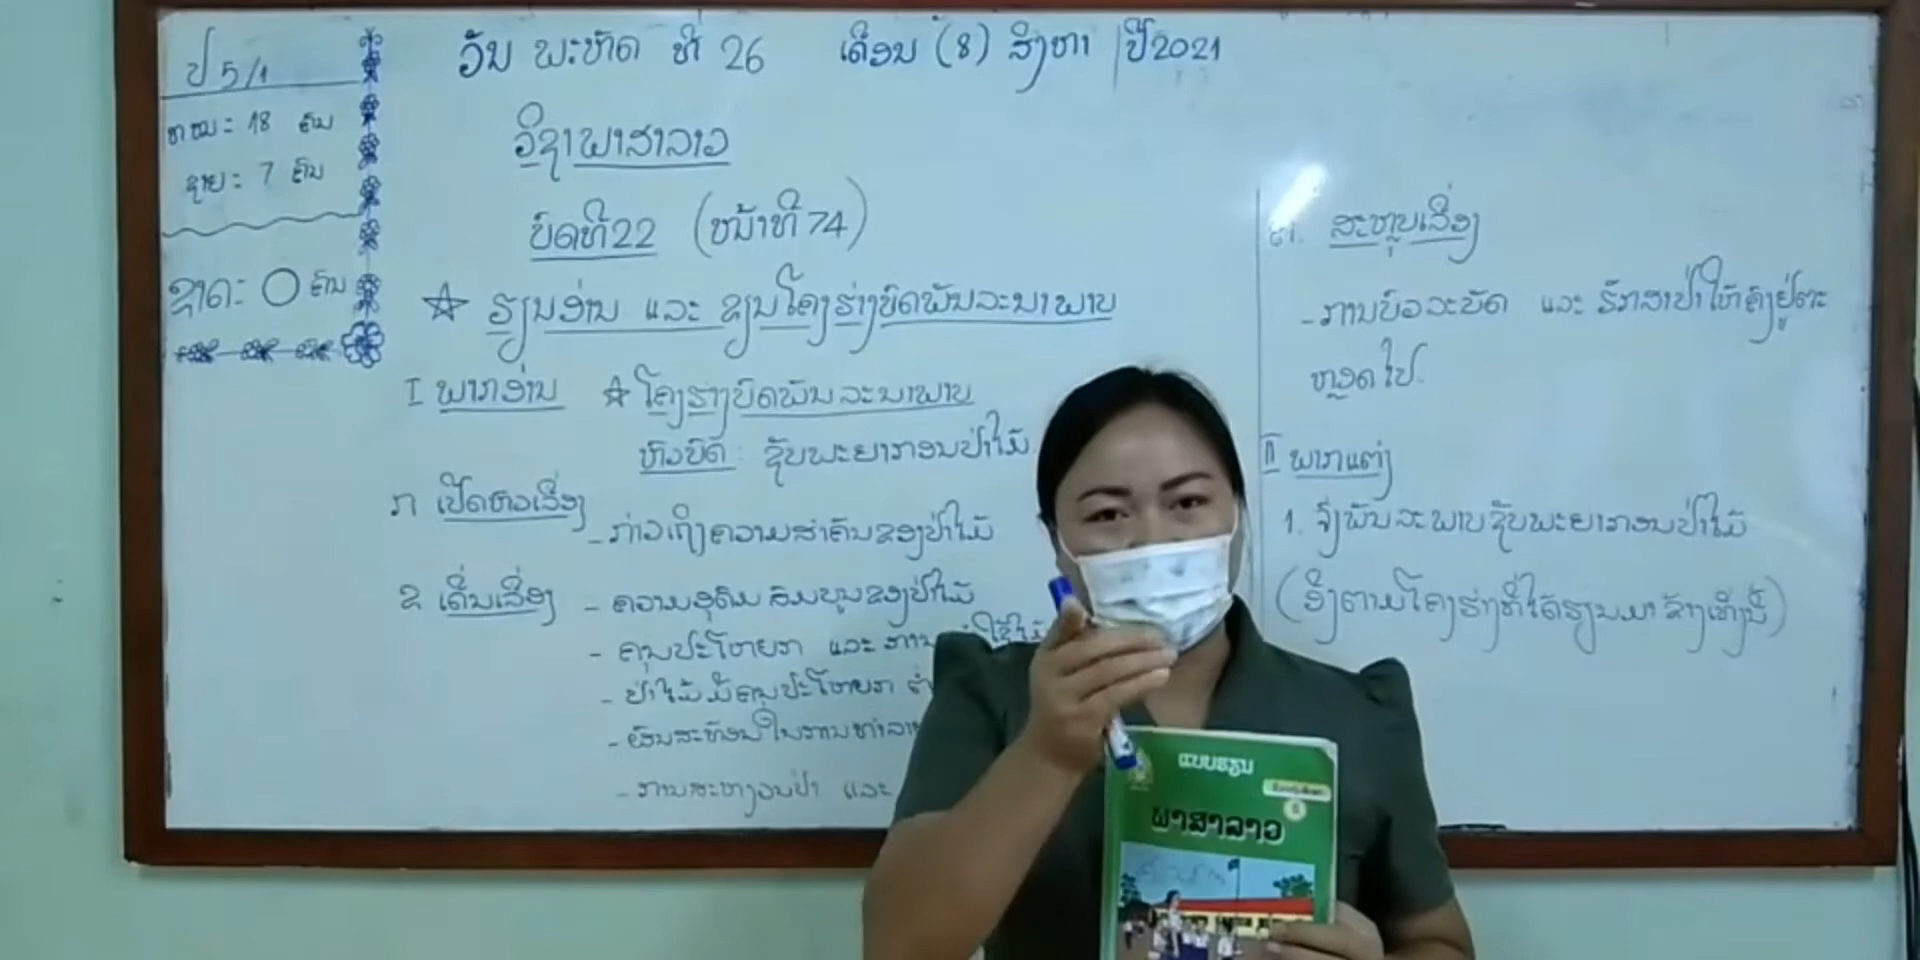 ປ 5/1
ທ ໝົດ: 18 ຄົນ
ຊາຍ: 7 ຄົນ
ຂາດ: O ຄົນ
ວັນ ພະຫັດ ທີ 26 ເດືອນ (8) ສິງຫາ ປີ2021
ວິຊາພາສາລາວ
ບົດທີ22 (ໜ້າທີ 74)
☆ ຮຽນອ່ານ ແລະ ຂຽນໂຄງຮ່າງບົດພັນລະນາພາບ
I ພາກອ່ານ ☆ ໂຄງຮ່າງບົດພັນລະນາພາບ
ຫົວບົດ: ຊັບພະຍາກອນປ່າໄມ້
ກ ເປີດຫົວເລື່ອງ
- ກ່າວເຖິງຄວາມສຳຄັນຂອງປ່າໄມ້
ຂ ເດີ່ນເລື່ອງ - ຄວາມອຸດົມສົມບູນຂອງປ່າໄມ້
- ຄຸນປະໂຫຍກ ແລະ ການ
- ປ່າໄມ້ມີຄຸນປະໂຫຍກ ຕໍ່
- ຜົນສະທ້ອນໃນການທຳລາຍ
- ການສະຫງວນປ່າ ແລະ
ຄ. ສະຫຼຸບເລື່ອງ
- ການບົວລະບັດ ແລະ ຮັກສາປ່າໃຫ້ຄົງຢູ່ຕະ
ຫຼອດໄປ.
II ພາກແຕ່ງ
1. ຈົ່ງພັນລະພາບຊັບພະຍາກອນປ່າໄມ້
(ອີງຕາມໂຄງຮ່າງທີ່ໄດ້ຮຽນມາ ຂ້າງເທິງນີ້)
ແບບຮຽນ
ພາສາລາວ
5